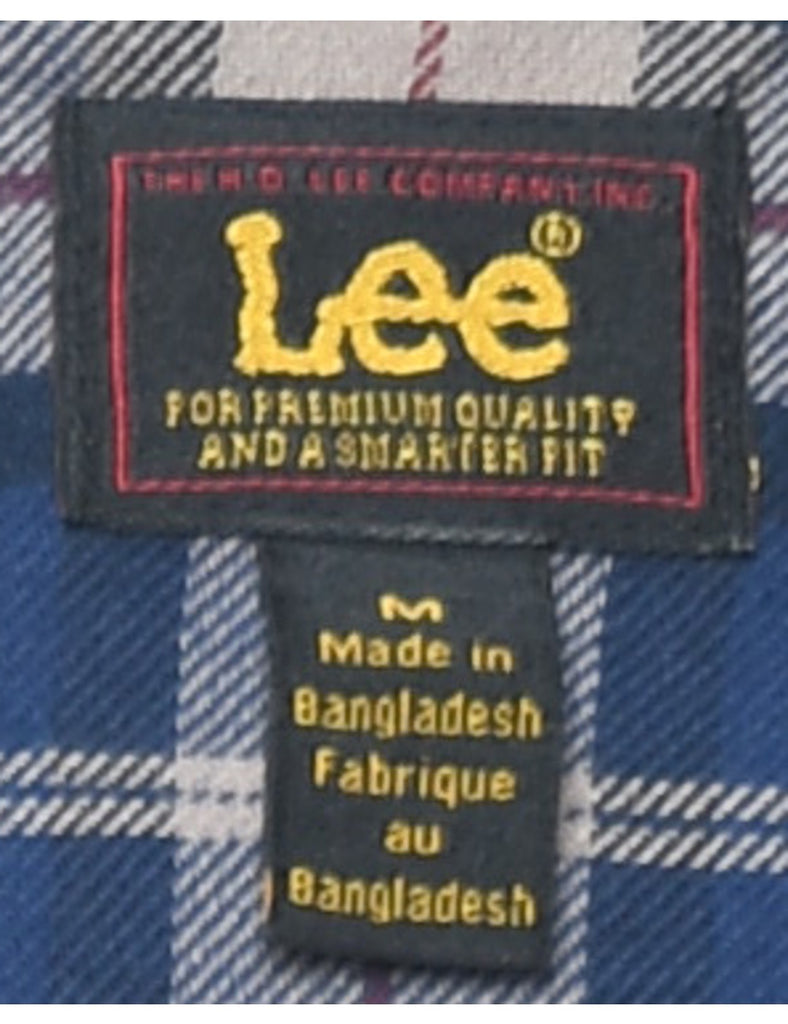 THE H.D. LEE COMPANY, INC.
Lee®
FOR PREMIUM QUALITY
AND A SMARTER FIT
M
Made in
Bangladesh
Fabrique
au
Bangladesh